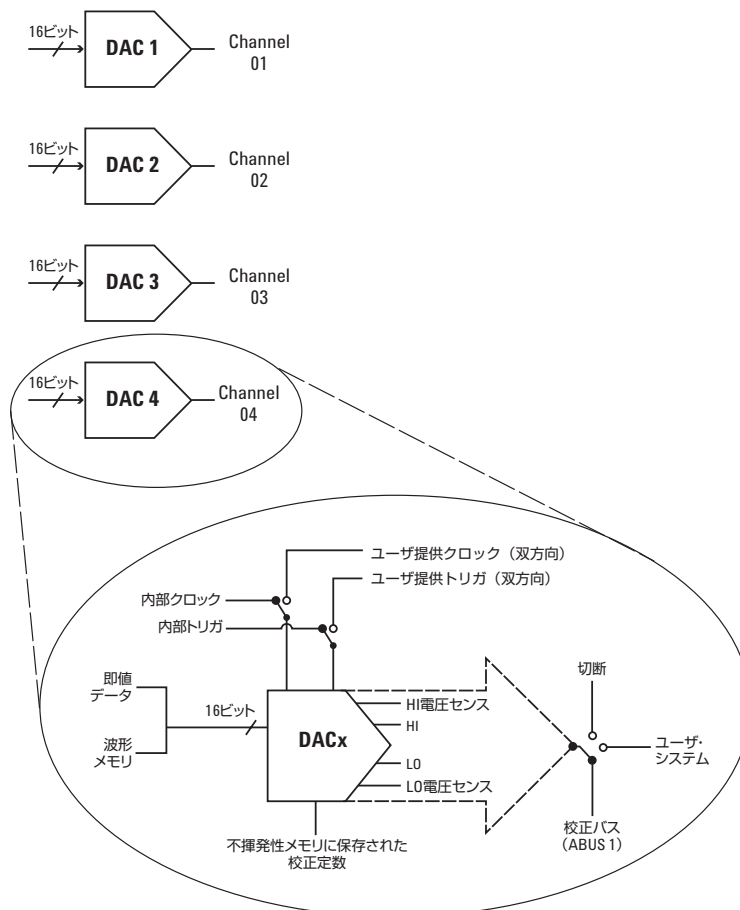 16ビット
DAC 1
Channel
01
16ビット
DAC 2
Channel
02
16ビット
DAC 3
Channel
03
16ビット
DAC 4
Channel
04
ユーザ提供クロック（双方向）
ユーザ提供トリガ（双方向）
内部クロック
内部トリガ
即値
データ
波形
メモリ
16ビット
DACx
HI電圧センス
HI
LO
LO電圧センス
切断
ユーザ・
システム
校正バス
(ABUS 1)
不揮発性メモリに保存された
校正定数